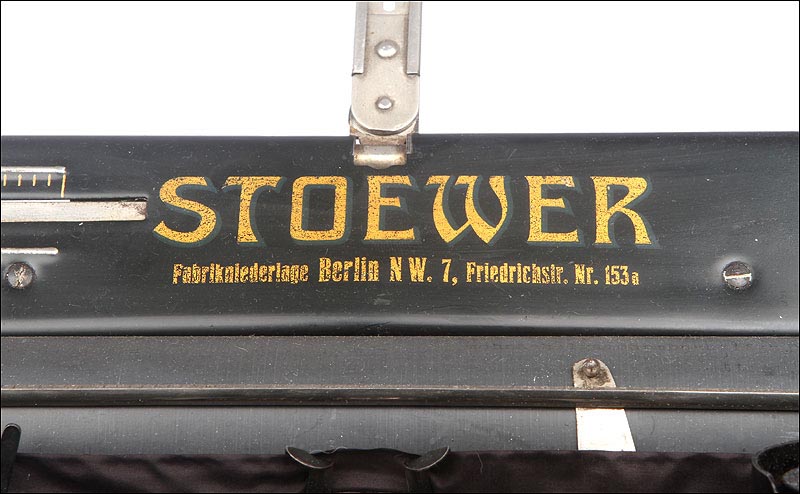 STOEWER
Fabrikniederlage Berlin N W. 7, Friedrichstr. Nr. 153a